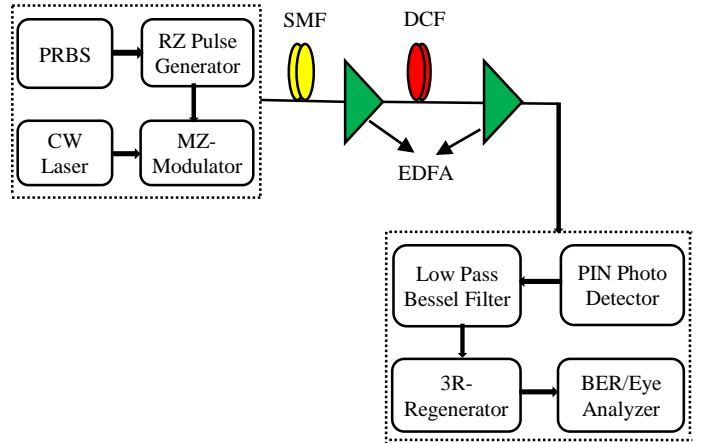 PRBS
RZ Pulse
Generator
CW
Laser
MZ-
Modulator
SMF
DCF
EDFA
Low Pass
Bessel Filter
PIN Photo
Detector
3R-
Regenerator
BER/Eye
Analyzer